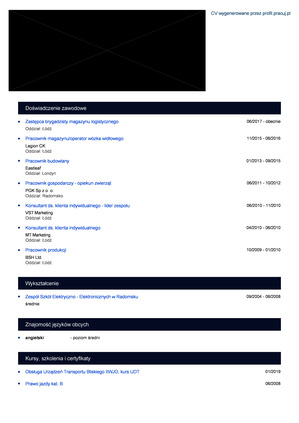 CV wygenerowane przez profil.pracuj.pl
Doświadczenie zawodowe
Zastępca brygadzisty magazynu logistycznego 06/2017 - obecnie
Oddział: Łódź
Pracownik magazynu/operator wózka widłowego 11/2015 - 06/2016
Legion CK
Oddział: Łódź
Pracownik budowlany 01/2013 - 09/2015
Eastleaf
Oddział: Londyn
Pracownik gospodarczy - opiekun zwierząt 06/2011 - 10/2012
PGK Sp z o. o
Oddział: Radomsko
Konsultant ds. klienta indywidualnego - lider zespołu 06/2010 - 11/2010
VST Marketing
Oddział: Łódź
Konsultant ds. klienta indywidualnego 04/2010 - 06/2010
MT Marketing
Oddział: Łódź
Pracownik produkcji 10/2009 - 01/2010
BSH Ltd.
Oddział: Łódź
Wykształcenie
Zespół Szkół Elektryczno - Elektronicznych w Radomsku 09/2004 - 06/2008
średnie
Znajomość języków obcych
angielski - poziom średni
Kursy, szkolenia i certyfikaty
Obsługa Urządzeń Transportu Bliskiego WJO, kurs UDT 01/2019
Prawo jazdy kat. B 06/2008